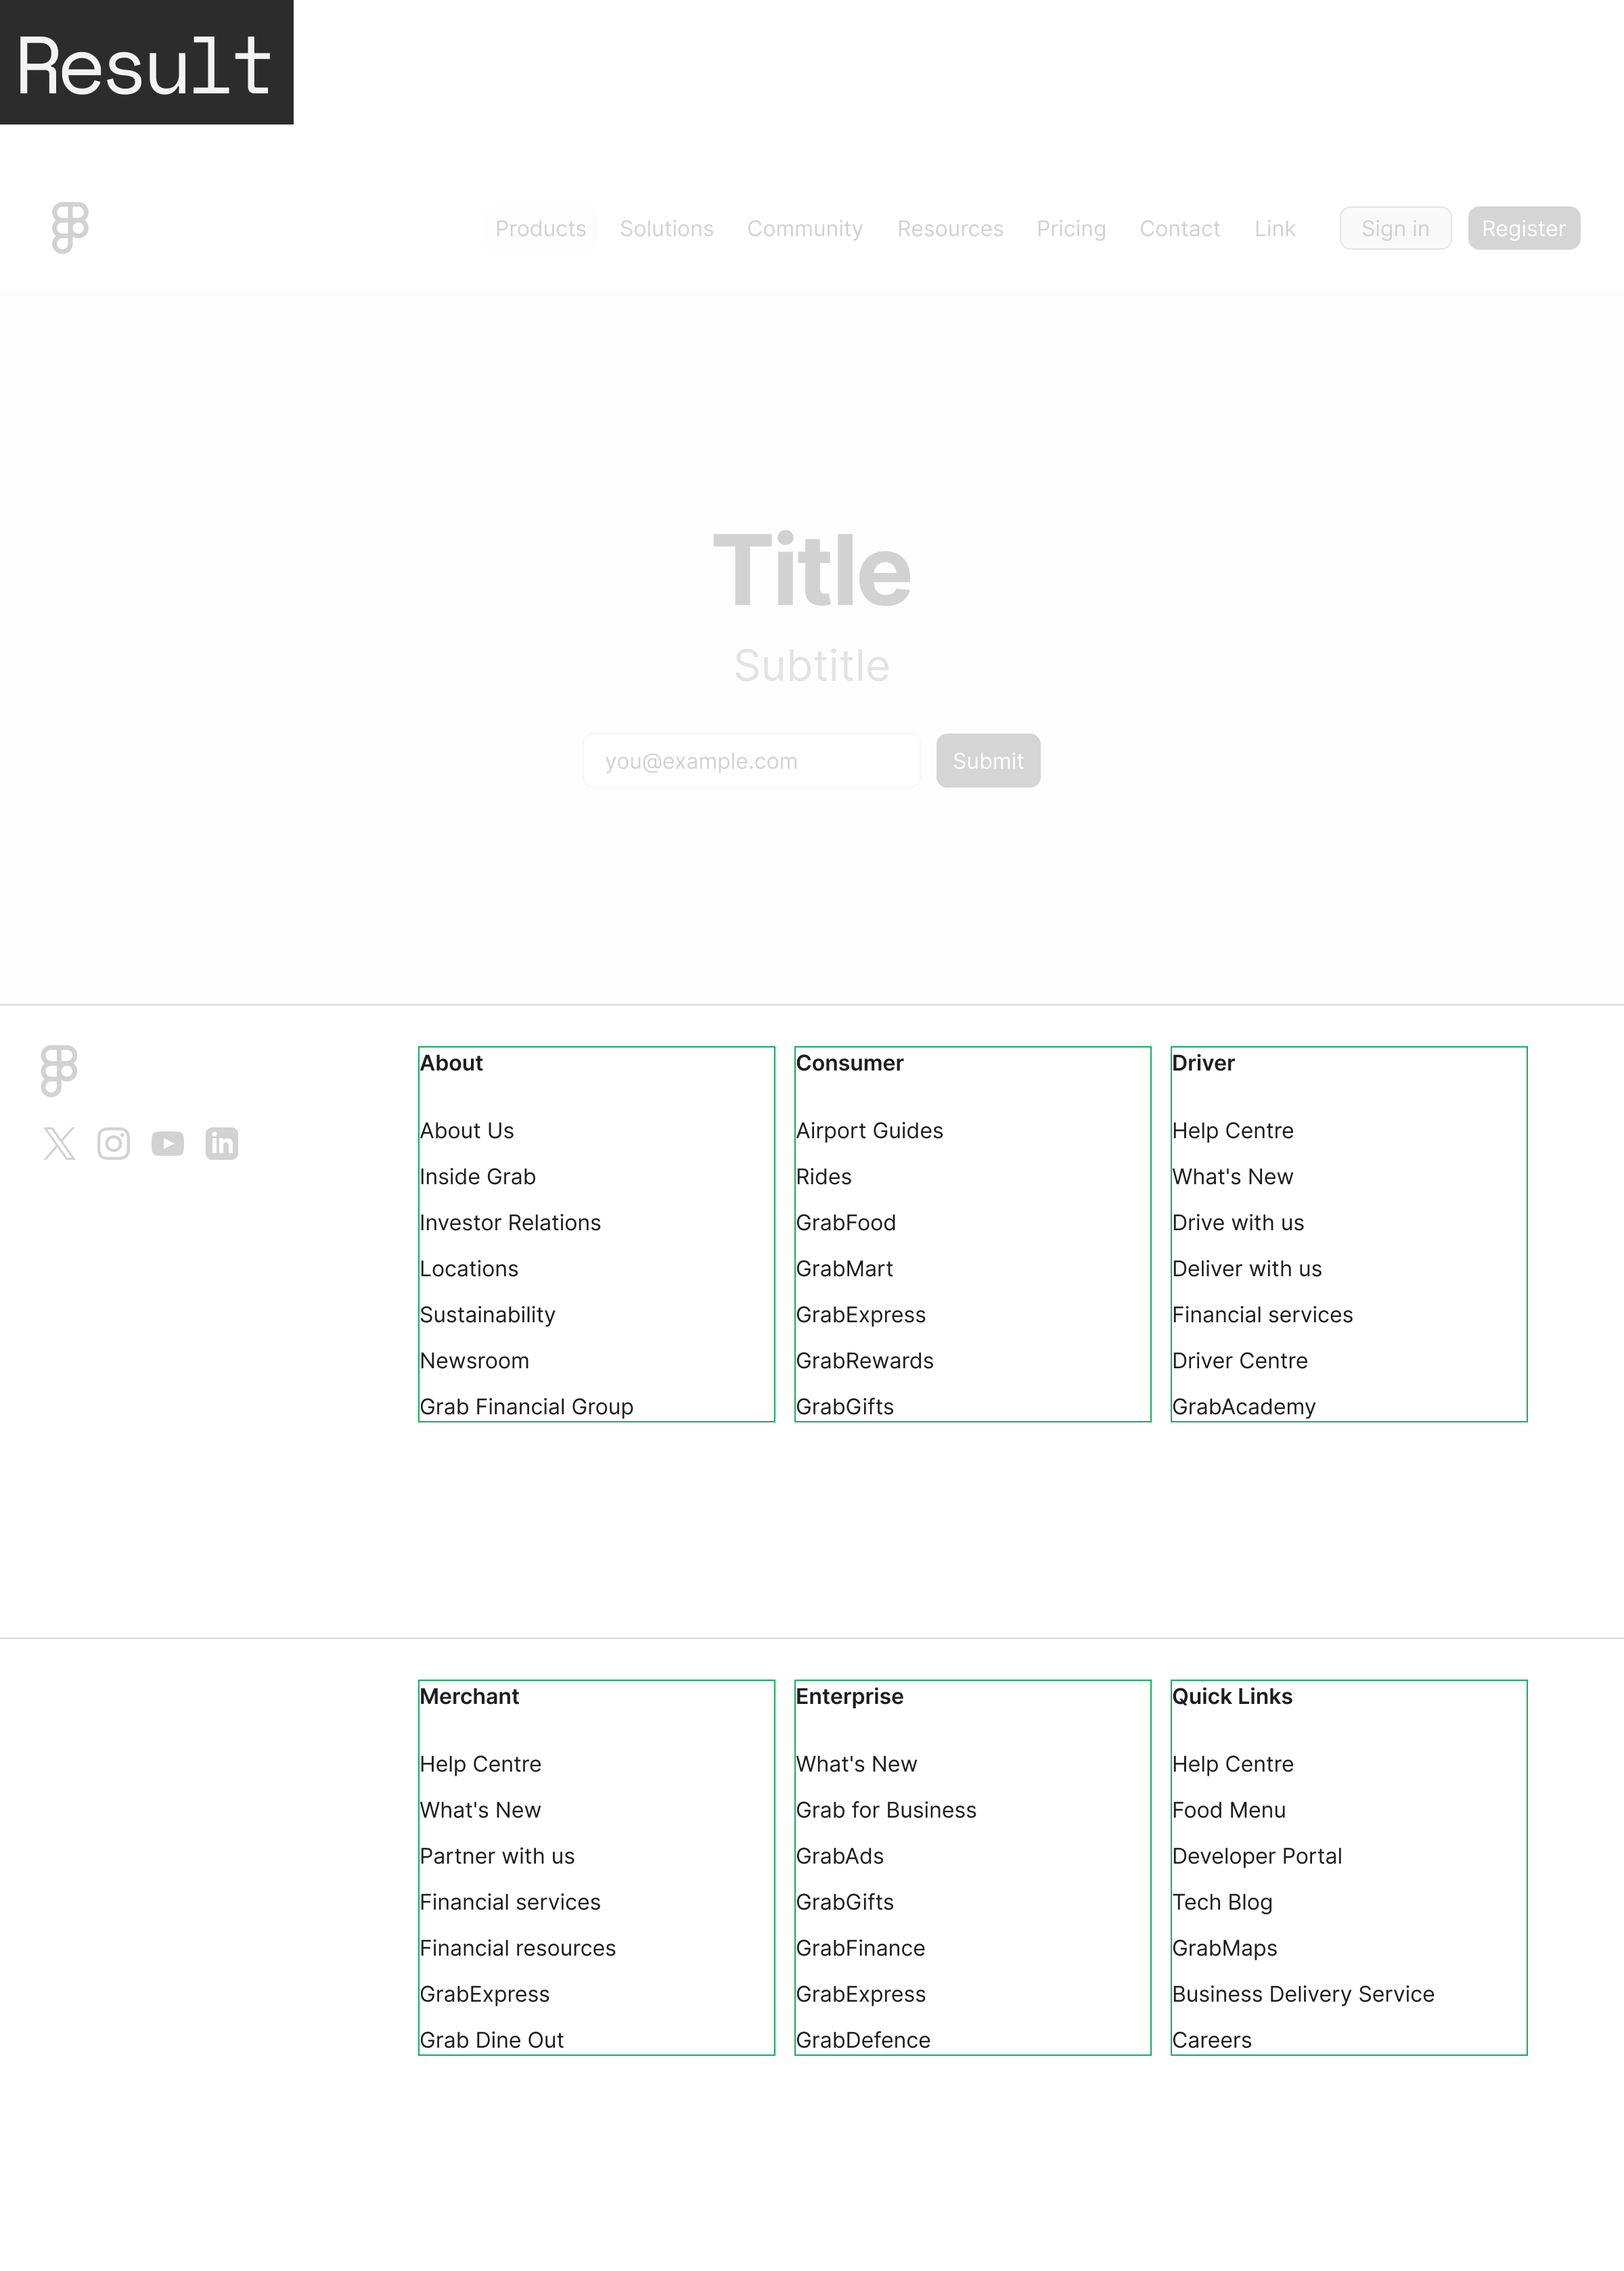 Result
Products Solutions Community Resources Pricing Contact Link Sign in Register
Title
Subtitle
you@example.com Submit
About
About Us
Inside Grab
Investor Relations
Locations
Sustainability
Newsroom
Grab Financial Group
Consumer
Airport Guides
Rides
GrabFood
GrabMart
GrabExpress
GrabRewards
GrabGifts
Driver
Help Centre
What's New
Drive with us
Deliver with us
Financial services
Driver Centre
GrabAcademy
Merchant
Help Centre
What's New
Partner with us
Financial services
Financial resources
GrabExpress
Grab Dine Out
Enterprise
What's New
Grab for Business
GrabAds
GrabGifts
GrabFinance
GrabExpress
GrabDefence
Quick Links
Help Centre
Food Menu
Developer Portal
Tech Blog
GrabMaps
Business Delivery Service
Careers